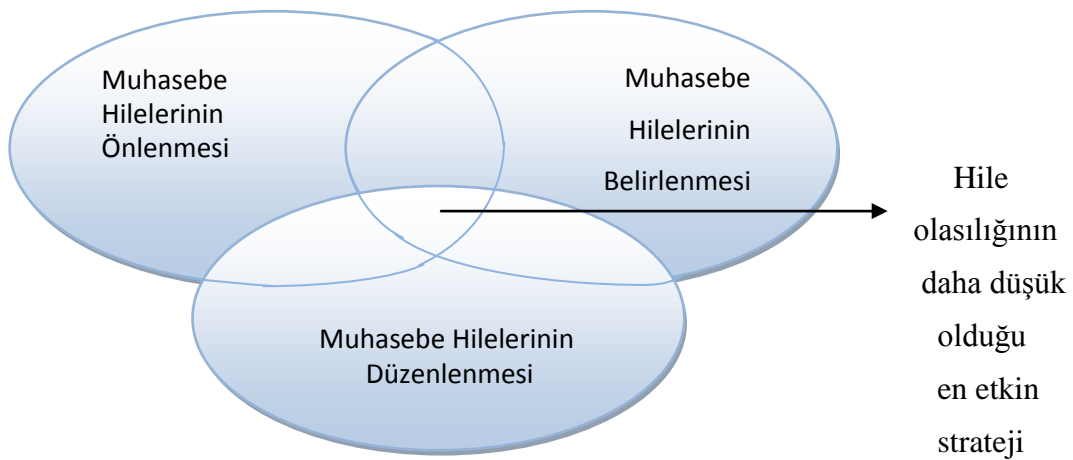 Muhasebe
Hilelerinin
Önlenmesi
Muhasebe
Hilelerinin
Belirlenmesi
Muhasebe Hilelerinin
Düzenlenmesi
Hile
olasılığının
daha düşük
olduğu
en etkin
strateji